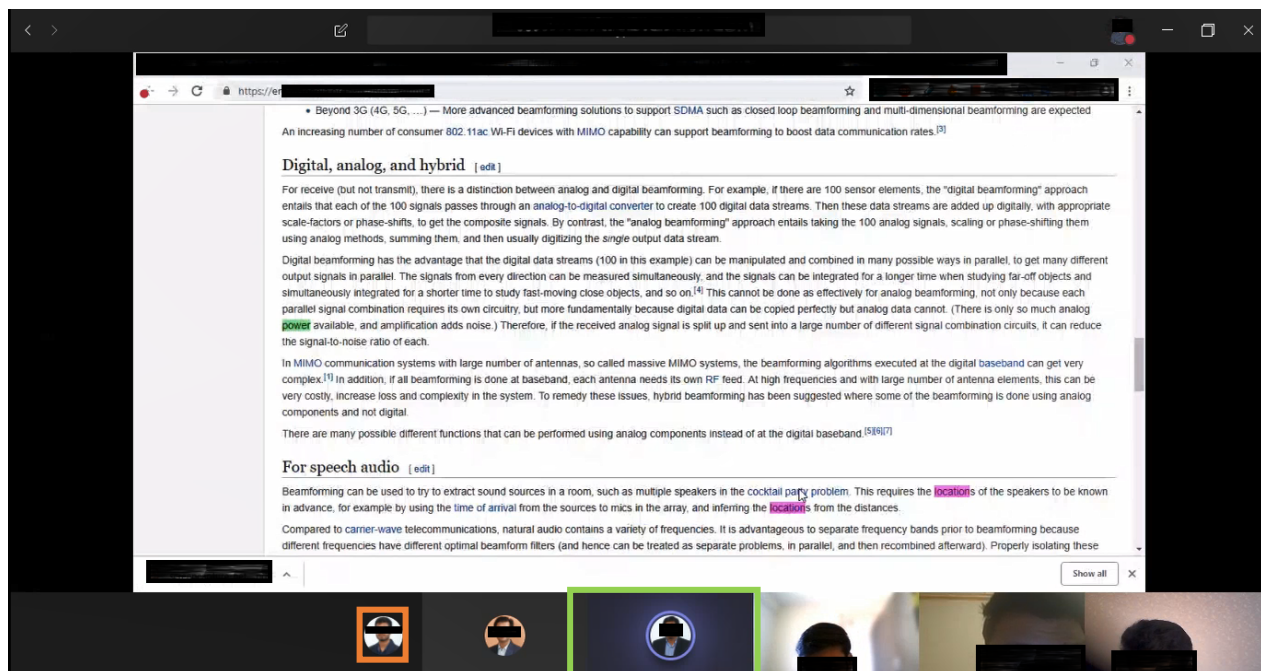 https://er
• Beyond 3G (4G, 5G, …) — More advanced beamforming solutions to support SDMA such as closed loop beamforming and multi-dimensional beamforming are expected
An increasing number of consumer 802.11ac Wi-Fi devices with MIMO capability can support beamforming to boost data communication rates.[3]
Digital, analog, and hybrid [ edit ]
For receive (but not transmit), there is a distinction between analog and digital beamforming. For example, if there are 100 sensor elements, the "digital beamforming" approach
entails that each of the 100 signals passes through an analog-to-digital converter to create 100 digital data streams. Then these data streams are added up digitally, with appropriate
scale-factors or phase-shifts, to get the composite signals. By contrast, the "analog beamforming" approach entails taking the 100 analog signals, scaling or phase-shifting them
using analog methods, summing them, and then usually digitizing the single output data stream.
Digital beamforming has the advantage that the digital data streams (100 in this example) can be manipulated and combined in many possible ways in parallel, to get many different
output signals in parallel. The signals from every direction can be measured simultaneously, and the signals can be integrated for a longer time when studying far-off objects and
simultaneously integrated for a shorter time to study fast-moving close objects, and so on.[4] This cannot be done as effectively for analog beamforming, not only because each
parallel signal combination requires its own circuitry, but more fundamentally because digital data can be copied perfectly but analog data cannot. (There is only so much analog
power available, and amplification adds noise.) Therefore, if the received analog signal is split up and sent into a large number of different signal combination circuits, it can reduce
the signal-to-noise ratio of each.
In MIMO communication systems with large number of antennas, so called massive MIMO systems, the beamforming algorithms executed at the digital baseband can get very
complex.[1] In addition, if all beamforming is done at baseband, each antenna needs its own RF feed. At high frequencies and with large number of antenna elements, this can be
very costly, increase loss and complexity in the system. To remedy these issues, hybrid beamforming has been suggested where some of the beamforming is done using analog
components and not digital.
There are many possible different functions that can be performed using analog components instead of at the digital baseband.[5][6][7]
For speech audio [ edit ]
Beamforming can be used to try to extract sound sources in a room, such as multiple speakers in the cocktail party problem. This requires the locations of the speakers to be known
in advance, for example by using the time of arrival from the sources to mics in the array, and inferring the locations from the distances.
Compared to carrier-wave telecommunications, natural audio contains a variety of frequencies. It is advantageous to separate frequency bands prior to beamforming because
different frequencies have different optimal beamform filters (and hence can be treated as separate problems, in parallel, and then recombined afterward). Properly isolating these
Show all